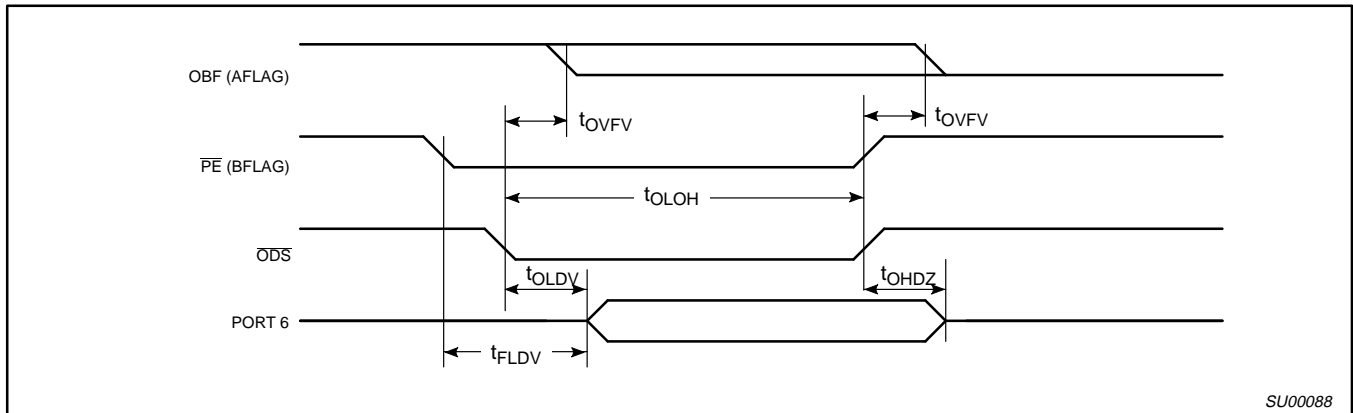 OBF (AFLAG)
tOVFV
tOVFV
PE (BFLAG)
tOLOH
ODS
tOLDV
tOHDZ
PORT 6
tFLDV
SU00088